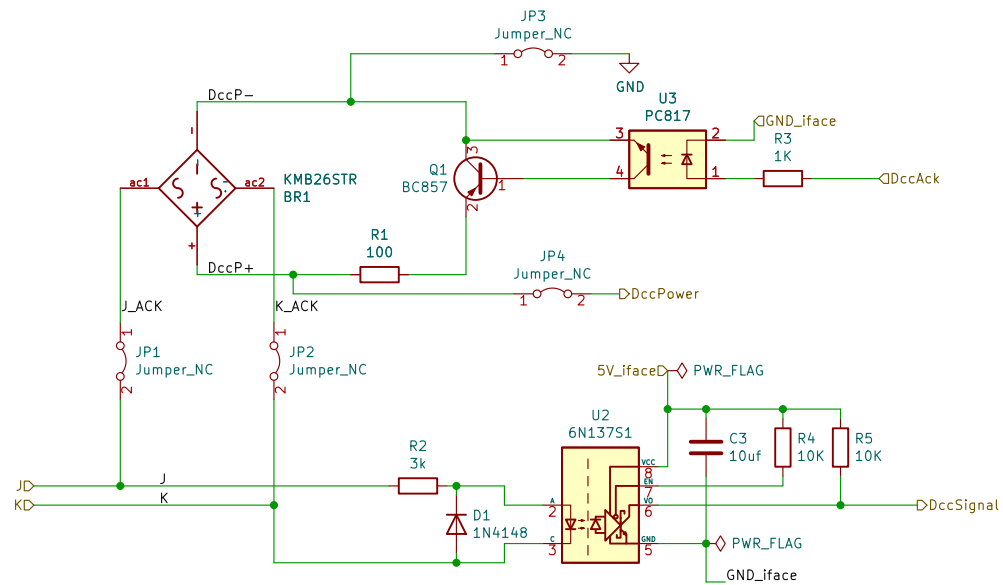 JP3
Jumper_NC
1
2
GND
DccP-
U3
PC817
3
2
GND_iface
R3
1K
4
1
DccAck
Q1
BC857
3
1
2
-
ac1
ac2
KMB26STR
BR1
+
DccP+
R1
100
JP4
Jumper_NC
1
2
DccPower
J_ACK
K_ACK
1
JP1
Jumper_NC
2
1
JP2
Jumper_NC
2
5V_iface
PWR_FLAG
U2
6N137S1
C3
10uf
R4
10K
R5
10K
R2
3k
J
J
K
K
D1
1N4148
A
2
C
3
VCC
8
EN
7
VO
6
GND
5
DccSignal
PWR_FLAG
GND_iface